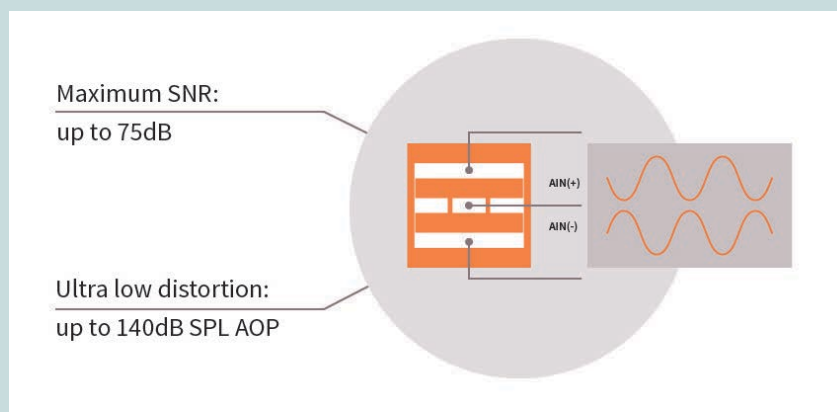 Maximum SNR:
up to 75dB
AIN(+)
AIN(-)
Ultra low distortion:
up to 140dB SPL AOP